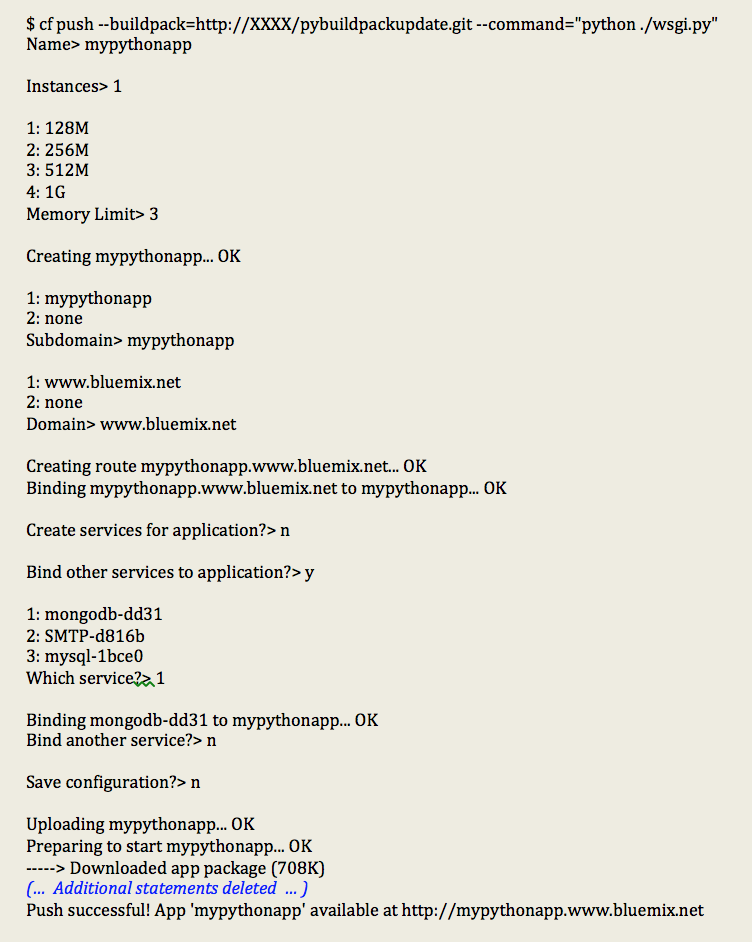 $ cf push --buildpack=http://XXXX/pybuildpackupdate.git --command="python ./wsgi.py"
Name> mypythonapp
Instances> 1
1: 128M
2: 256M
3: 512M
4: 1G
Memory Limit> 3
Creating mypythonapp... OK
1: mypythonapp
2: none
Subdomain> mypythonapp
1: www.bluemix.net
2: none
Domain> www.bluemix.net
Creating route mypythonapp.www.bluemix.net... OK
Binding mypythonapp.www.bluemix.net to mypythonapp... OK
Create services for application?> n
Bind other services to application?> y
1: mongodb-dd31
2: SMTP-d816b
3: mysql-1bce0
Which service?> 1
Binding mongodb-dd31 to mypythonapp... OK
Bind another service?> n
Save configuration?> n
Uploading mypythonapp... OK
Preparing to start mypythonapp... OK
-----> Downloaded app package (708K)
(... Additional statements deleted ... )
Push successful! App 'mypythonapp' available at http://mypythonapp.www.bluemix.net